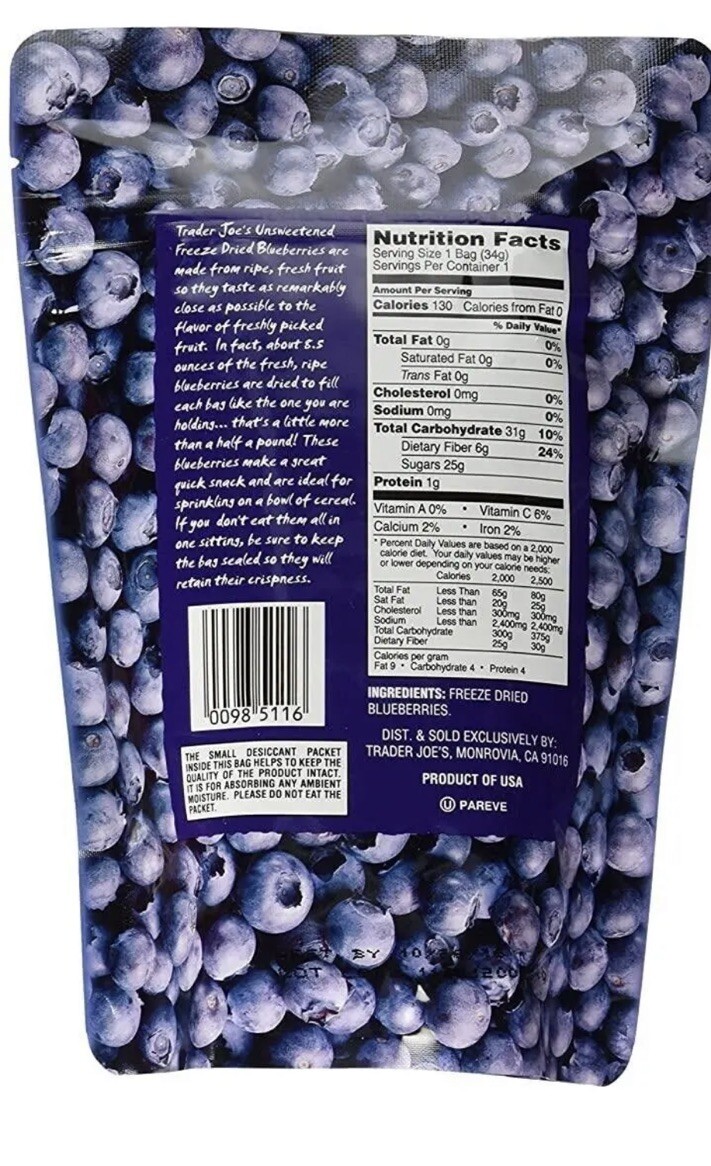 Trader Joe's Unsweetened
Freeze Dried Blueberries are
made from ripe, fresh fruit
so they taste as remarkably
close as possible to the
flavor of freshly picked
fruit. In fact, about 8.5
ounces of the fresh, ripe
blueberries are dried to fill
each bag like the one you are
holding... that's a little more
than a half a pound! These
blueberries make a great
quick snack and are ideal for
sprinkling on a bowl of cereal.
If you don't eat them all in
one sitting, be sure to keep
the bag sealed so they will
retain their crispness.
0098 5116
THE SMALL DESICCANT PACKET
INSIDE THIS BAG HELPS TO KEEP THE
QUALITY OF THE PRODUCT INTACT.
IT IS FOR ABSORBING ANY AMBIENT
MOISTURE. PLEASE DO NOT EAT THE
PACKET.
Nutrition Facts
Serving Size 1 Bag (34g)
Servings Per Container 1
Amount Per Serving
Calories 130 Calories from Fat 0
% Daily Value*
Total Fat 0g 0%
Saturated Fat 0g 0%
Trans Fat 0g
Cholesterol 0mg 0%
Sodium 0mg 0%
Total Carbohydrate 31g 10%
Dietary Fiber 6g 24%
Sugars 25g
Protein 1g
Vitamin A 0% • Vitamin C 6%
Calcium 2% • Iron 2%
* Percent Daily Values are based on a 2,000
calorie diet. Your daily values may be higher
or lower depending on your calorie needs:
Calories 2,000 2,500
Total Fat Less Than 65g 80g
Sat Fat Less than 20g 25g
Cholesterol Less than 300mg 300mg
Sodium Less than 2,400mg 2,400mg
Total Carbohydrate 300g 375g
Dietary Fiber 25g 30g
Calories per gram
Fat 9 • Carbohydrate 4 • Protein 4
INGREDIENTS: FREEZE DRIED
BLUEBERRIES.
DIST. & SOLD EXCLUSIVELY BY:
TRADER JOE'S, MONROVIA, CA 91016
PRODUCT OF USA
U PAREVE
BY